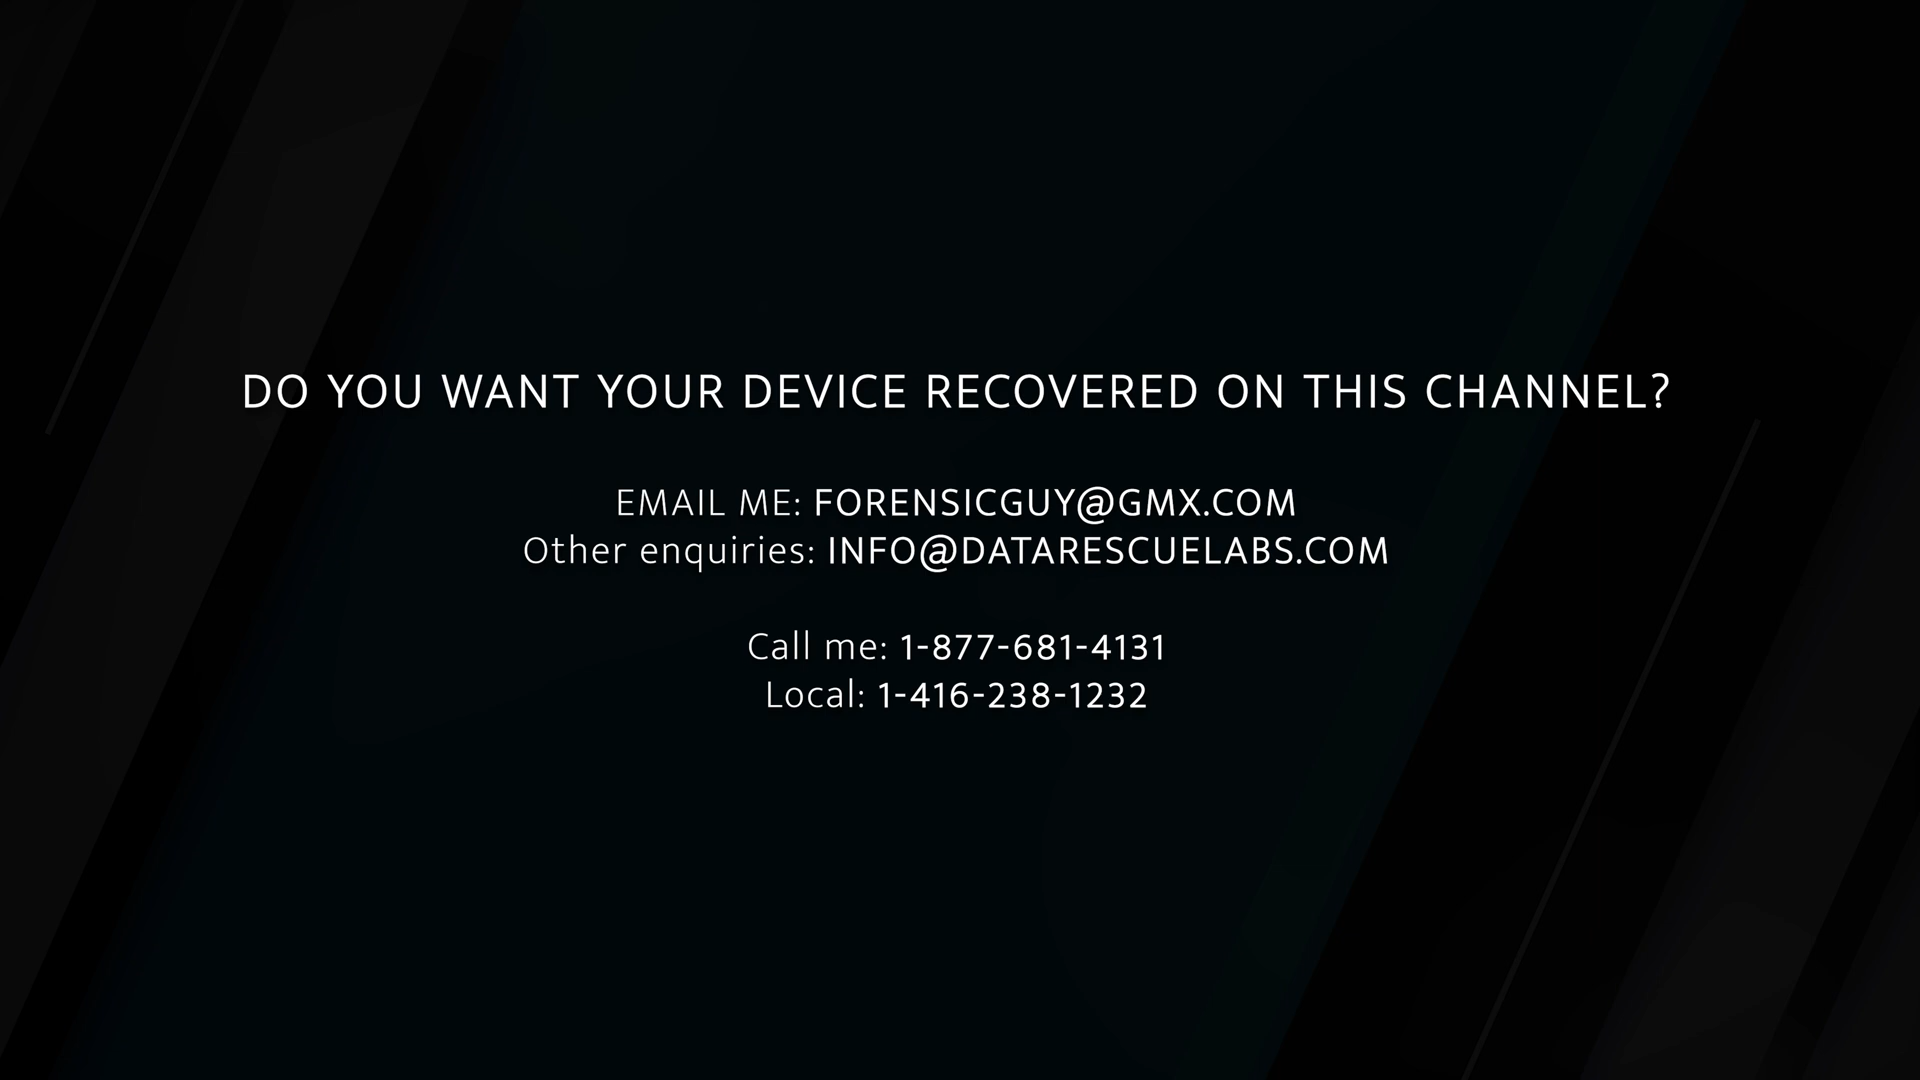 DO YOU WANT YOUR DEVICE RECOVERED ON THIS CHANNEL?
EMAIL ME: FORENSICGUY@GMX.COM
Other enquiries: INFO@DATARESCUELABS.COM
Call me: 1-877-681-4131
Local: 1-416-238-1232